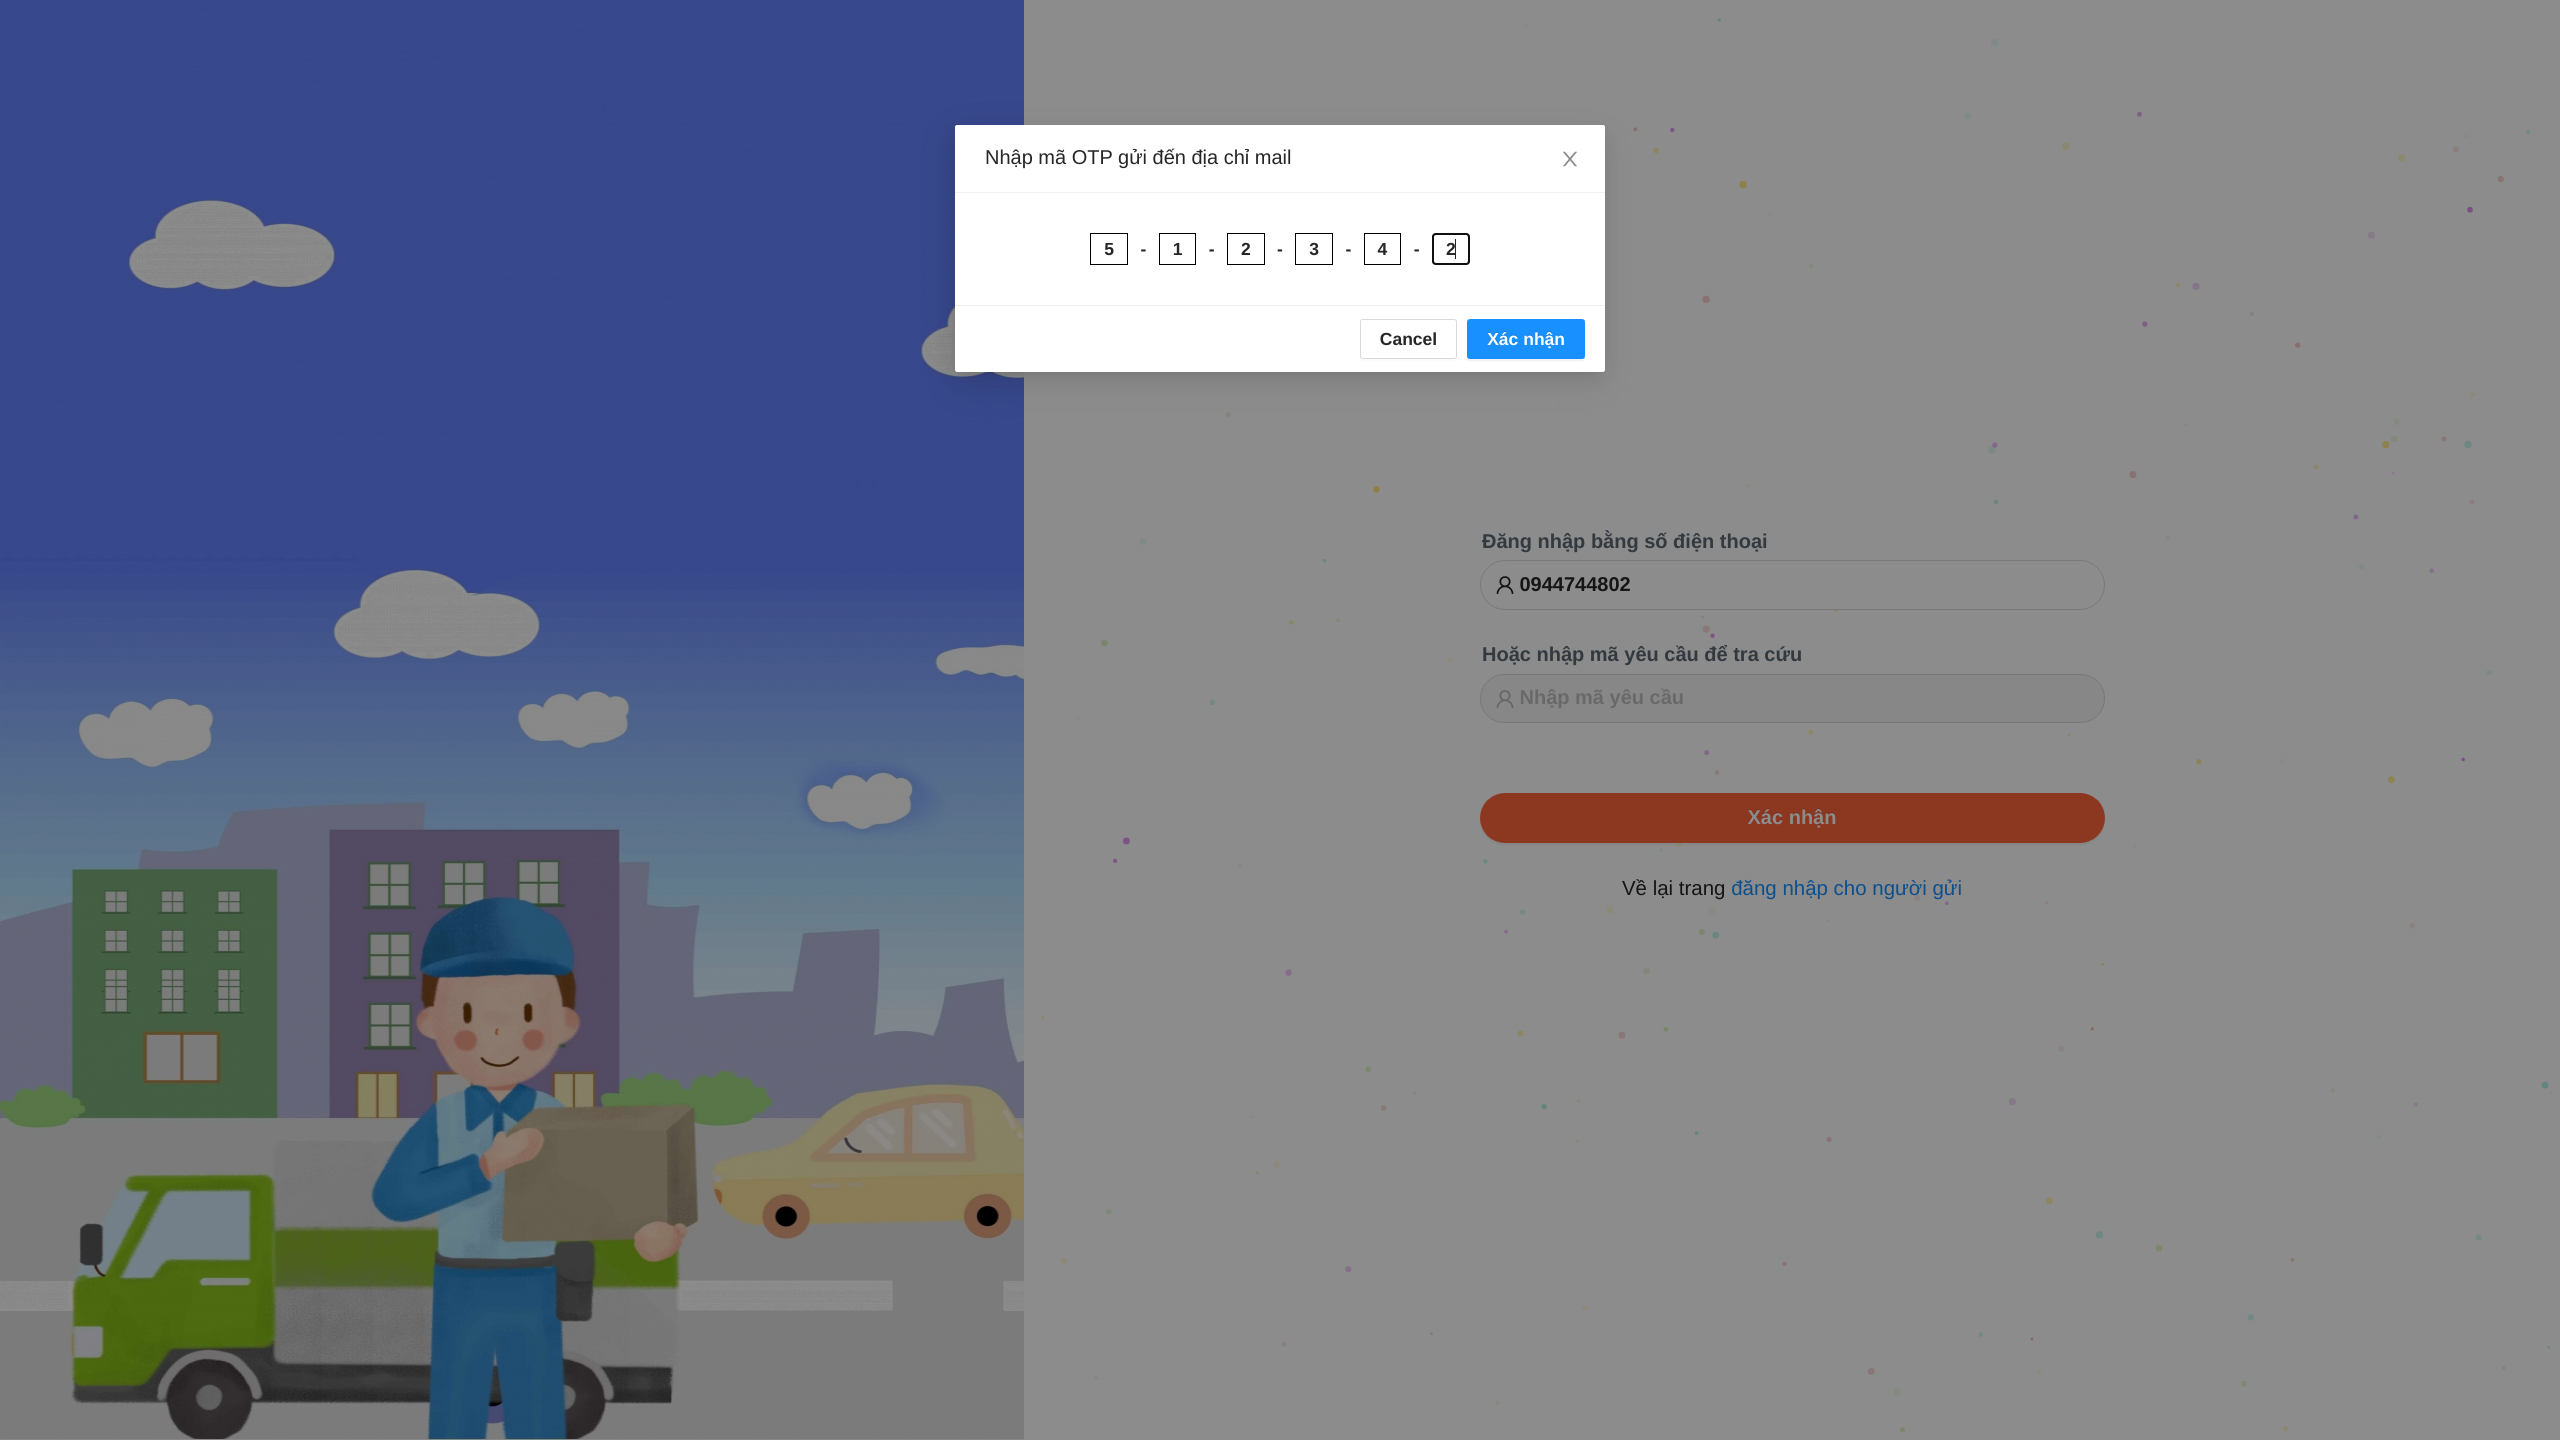 Nhập mã OTP gửi đến địa chỉ mail
5 - 1 - 2 - 3 - 4 - 2
Cancel Xác nhận
Đăng nhập bằng số điện thoại
0944744802
Hoặc nhập mã yêu cầu để tra cứu
Nhập mã yêu cầu
Xác nhận
Về lại trang đăng nhập cho người gửi